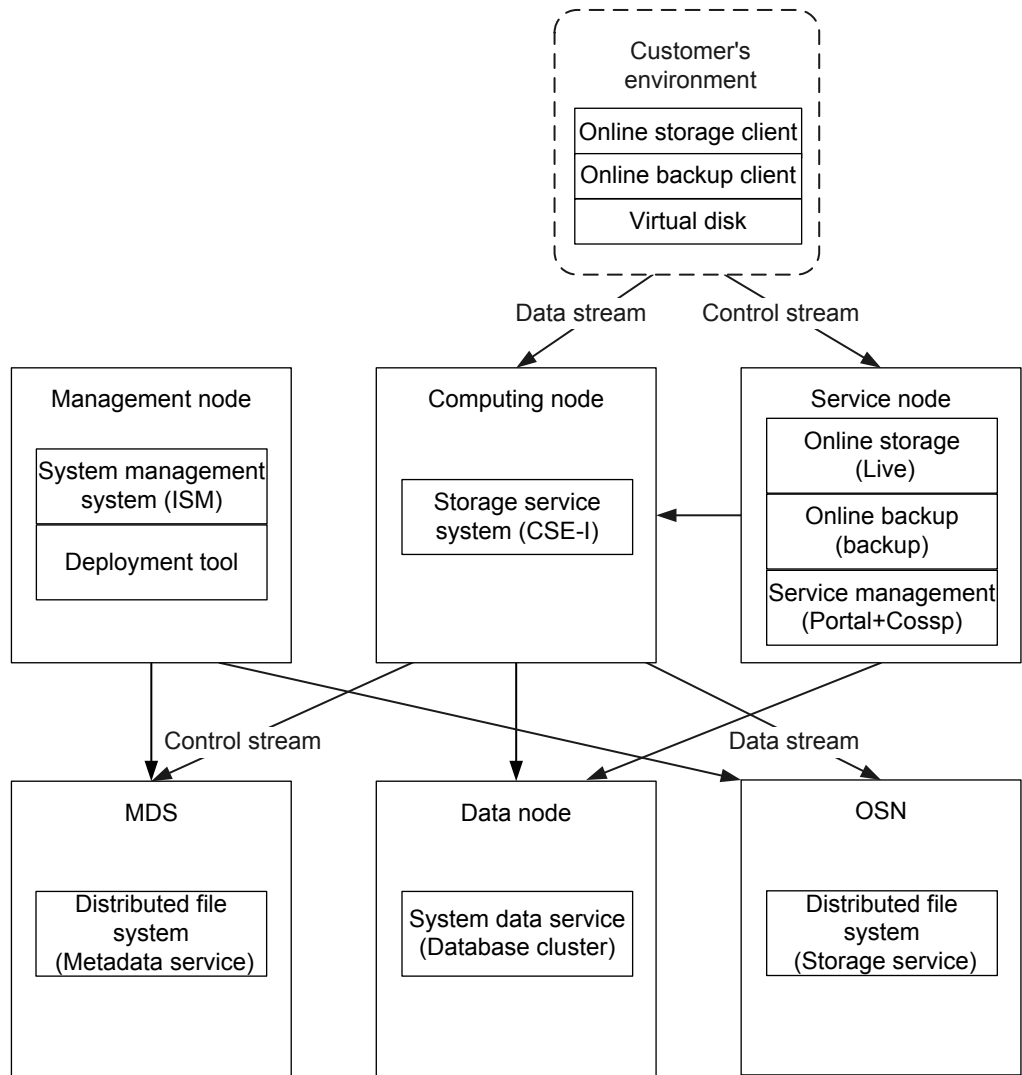 Customer's
environment
Online storage client
Online backup client
Virtual disk
Data stream
Control stream
Management node
System management
system (ISM)
Deployment tool
Computing node
Storage service
system (CSE-I)
Service node
Online storage
(Live)
Online backup
(backup)
Service management
(Portal+Cossp)
Control stream
Data stream
MDS
Distributed file
system
(Metadata service)
Data node
System data service
(Database cluster)
OSN
Distributed file
system
(Storage service)